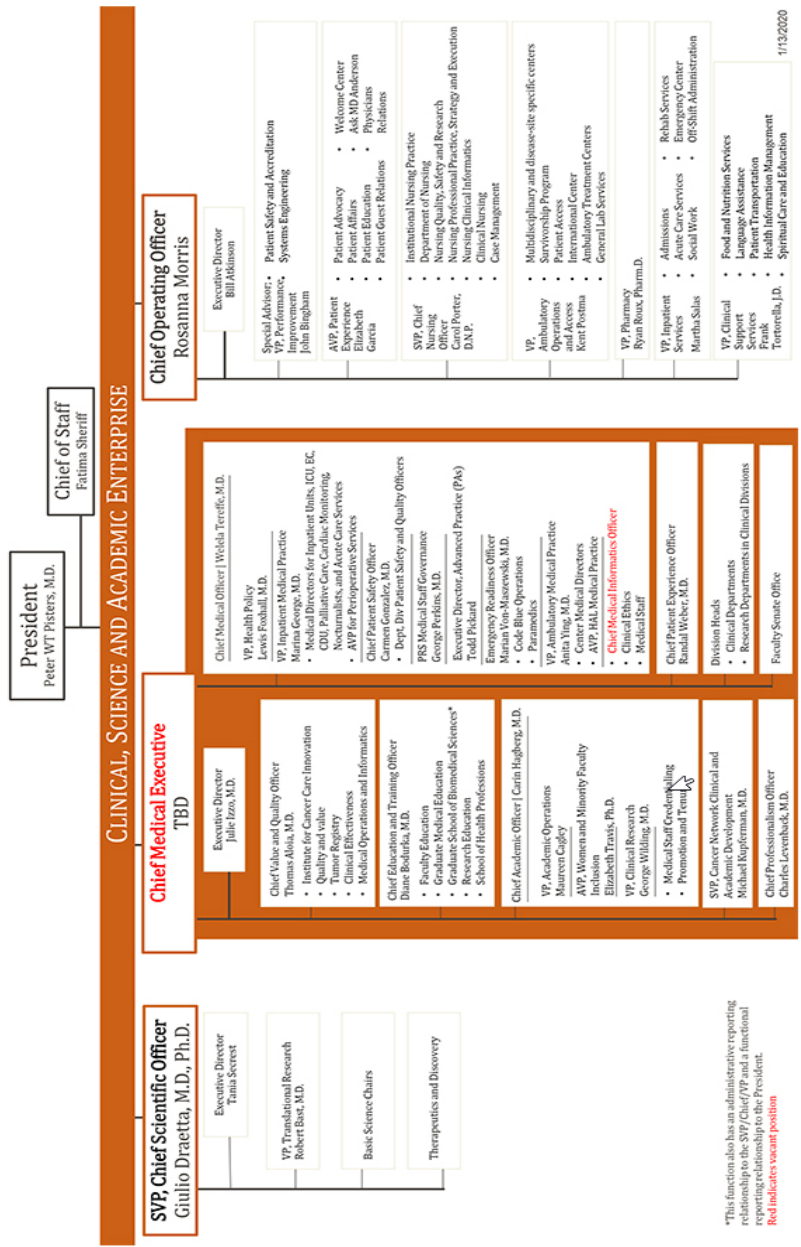 President
Peter WT Pisters, M.D.
Chief of Staff
Fatima Sheriff
CLINICAL, SCIENCE AND ACADEMIC ENTERPRISE
SVP, Chief Scientific Officer
Giulio Draetta, M.D., Ph.D.
Executive Director
Tania Secrest
VP, Translational Research
Robert Bast, M.D.
Basic Science Chairs
Therapeutics and Discovery
Chief Medical Executive
TBD
Executive Director
Julie Izzo, M.D.
Chief Value and Quality Officer
Thomas Aloia, M.D.
• Institute for Cancer Care Innovation
• Quality and value
• Tumor Registry
• Clinical Effectiveness
• Medical Operations and Informatics
Chief Education and Training Officer
Diane Bodurka, M.D.
• Faculty Education
• Graduate Medical Education
• Graduate School of Biomedical Sciences*
• Research Education
• School of Health Professions
Chief Academic Officer | Carin Hagberg, M.D.
VP, Academic Operations
Maureen Cagley
AVP, Women and Minority Faculty
Inclusion
Elizabeth Travis, Ph.D.
VP, Clinical Research
George Wilding, M.D.
• Medical Staff Credentialing
• Promotion and Tenure
SVP, Cancer Network Clinical and
Academic Development
Michael Kupferman, M.D.
Chief Professionalism Officer
Charles Levenback, M.D.
Chief Medical Officer | Welela Tereffe, M.D.
VP, Health Policy
Lewis Foxhall, M.D.
VP, Inpatient Medical Practice
Marina George, M.D.
• Medical Directors for Inpatient Units, ICU, EC,
CDU, Palliative Care, Cardiac Monitoring,
Nocturnalists, and Acute Care Services
• AVP for Perioperative Services
Chief Patient Safety Officer
Carmen Gonzalez, M.D.
• Dept, Div Patient Safety and Quality Officers
PRS Medical Staff Governance
George Perkins, M.D.
Executive Director, Advanced Practice (PAs)
Todd Pickard
Emergency Readiness Officer
Marian Von-Maszewski, M.D.
• Code Blue Operations
• Paramedics
VP, Ambulatory Medical Practice
Anita Ying, M.D.
• Center Medical Directors
• AVP, HAL Medical Practice
• Chief Medical Informatics Officer
• Clinical Ethics
• Medical Staff
Chief Patient Experience Officer
Randal Weber, M.D.
Division Heads
• Clinical Departments
• Research Departments in Clinical Divisions
Faculty Senate Office
Chief Operating Officer
Rosanna Morris
Executive Director
Bill Atkinson
Special Advisor;
VP, Performance
Improvement
John Bingham
• Patient Safety and Accreditation
• Systems Engineering
AVP, Patient
Experience
Elizabeth
Garcia
• Patient Advocacy
• Patient Affairs
• Patient Education
• Patient Guest Relations
• Welcome Center
• Ask MD Anderson
• Physicians
Relations
SVP, Chief
Nursing
Officer
Carol Porter,
D.N.P.
• Institutional Nursing Practice
• Department of Nursing
• Nursing Quality, Safety and Research
• Nursing Professional Practice, Strategy and Execution
• Nursing Clinical Informatics
• Clinical Nursing
• Case Management
VP,
Ambulatory
Operations
and Access
Kent Postma
• Multidisciplinary and disease-site specific centers
• Survivorship Program
• Patient Access
• International Center
• Ambulatory Treatment Centers
• General Lab Services
VP, Pharmacy
Ryan Roux, Pharm.D.
VP, Inpatient
Services
Martha Salas
• Admissions
• Acute Care Services
• Social Work
• Rehab Services
• Emergency Center
• Off-Shift Administration
VP, Clinical
Support
Services
Frank
Tortorella, J.D.
• Food and Nutrition Services
• Language Assistance
• Patient Transportation
• Health Information Management
• Spiritual Care and Education
*This function also has an administrative reporting
relationship to the SVP/Chief/VP and a functional
reporting relationship to the President.
Red indicates vacant position
1/13/2020